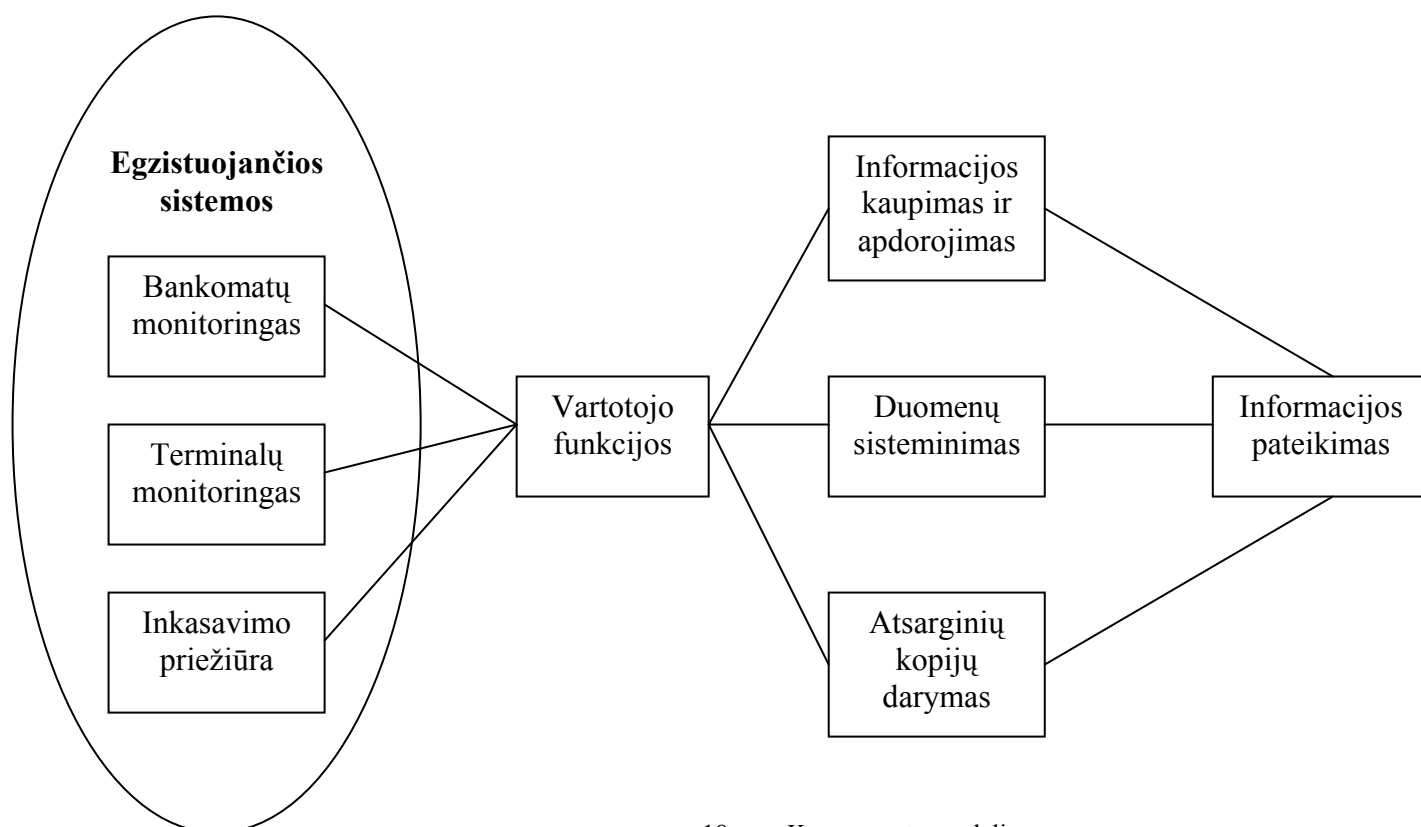 Egzistuojančios
sistemos
Bankomatų
monitoringas
Terminalų
monitoringas
Inkasavimo
priežiūra
Vartotojo
funkcijos
Informacijos
kaupimas ir
apdorojimas
Duomenų
sisteminimas
Atsarginių
kopijų
darymas
Informacijos
pateikimas